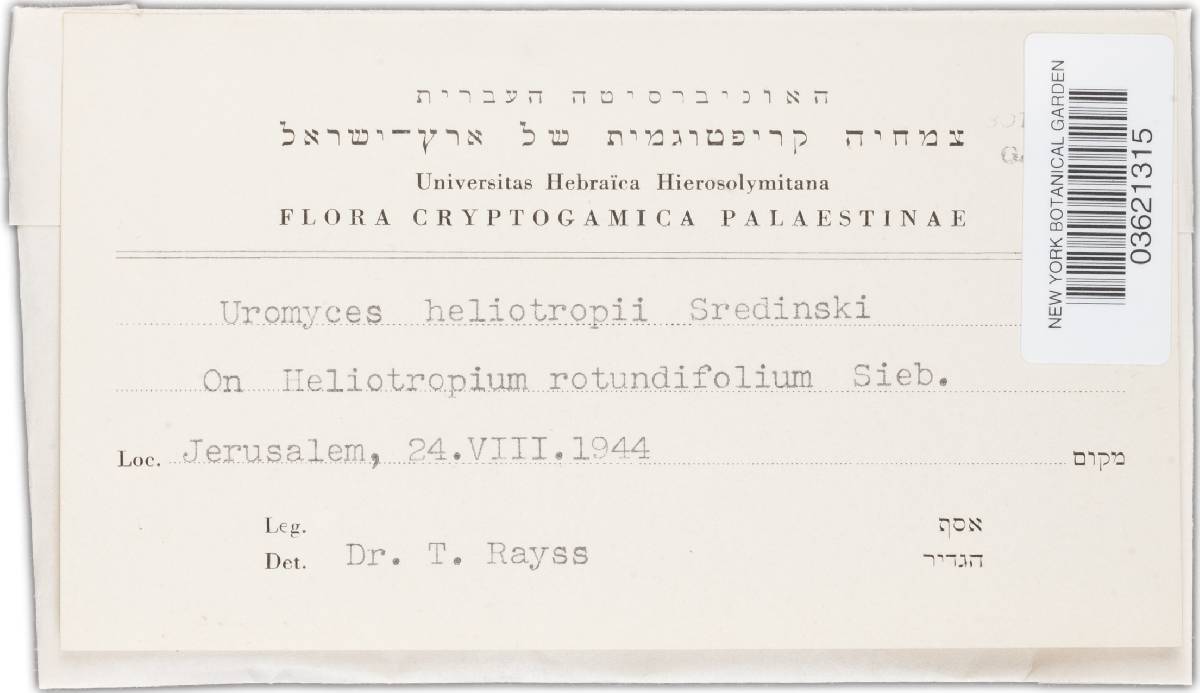 האוניברסיטה העברית
צמחיה קריפטוגמית של ארץ-ישראל
Universitas Hebraïca Hierosolymitana
FLORA CRYPTOGAMICA PALAESTINAE
Uromyces heliotropii Sredinski
On Heliotropium rotundifolium Sieb.
Loc. Jerusalem, 24.VIII.1944 מקום
Leg. אסף
Det. Dr. T. Rayss הגדיר
NEW YORK BOTANICAL GARDEN
03621315